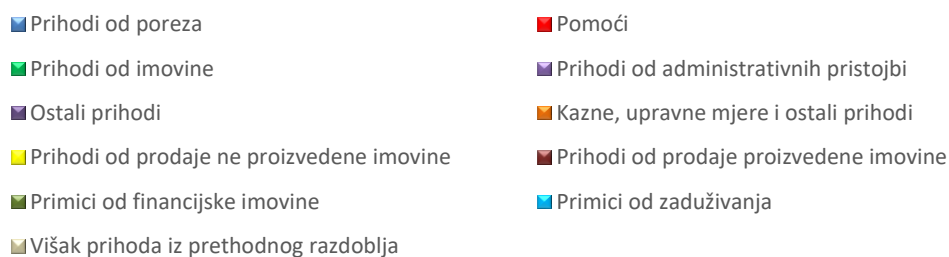 Prihodi od poreza
Pomoći
Prihodi od imovine
Prihodi od administrativnih pristojbi
Ostali prihodi
Kazne, upravne mjere i ostali prihodi
Prihodi od prodaje ne proizvedene imovine
Prihodi od prodaje proizvedene imovine
Primici od financijske imovine
Primici od zaduživanja
Višak prihoda iz prethodnog razdoblja